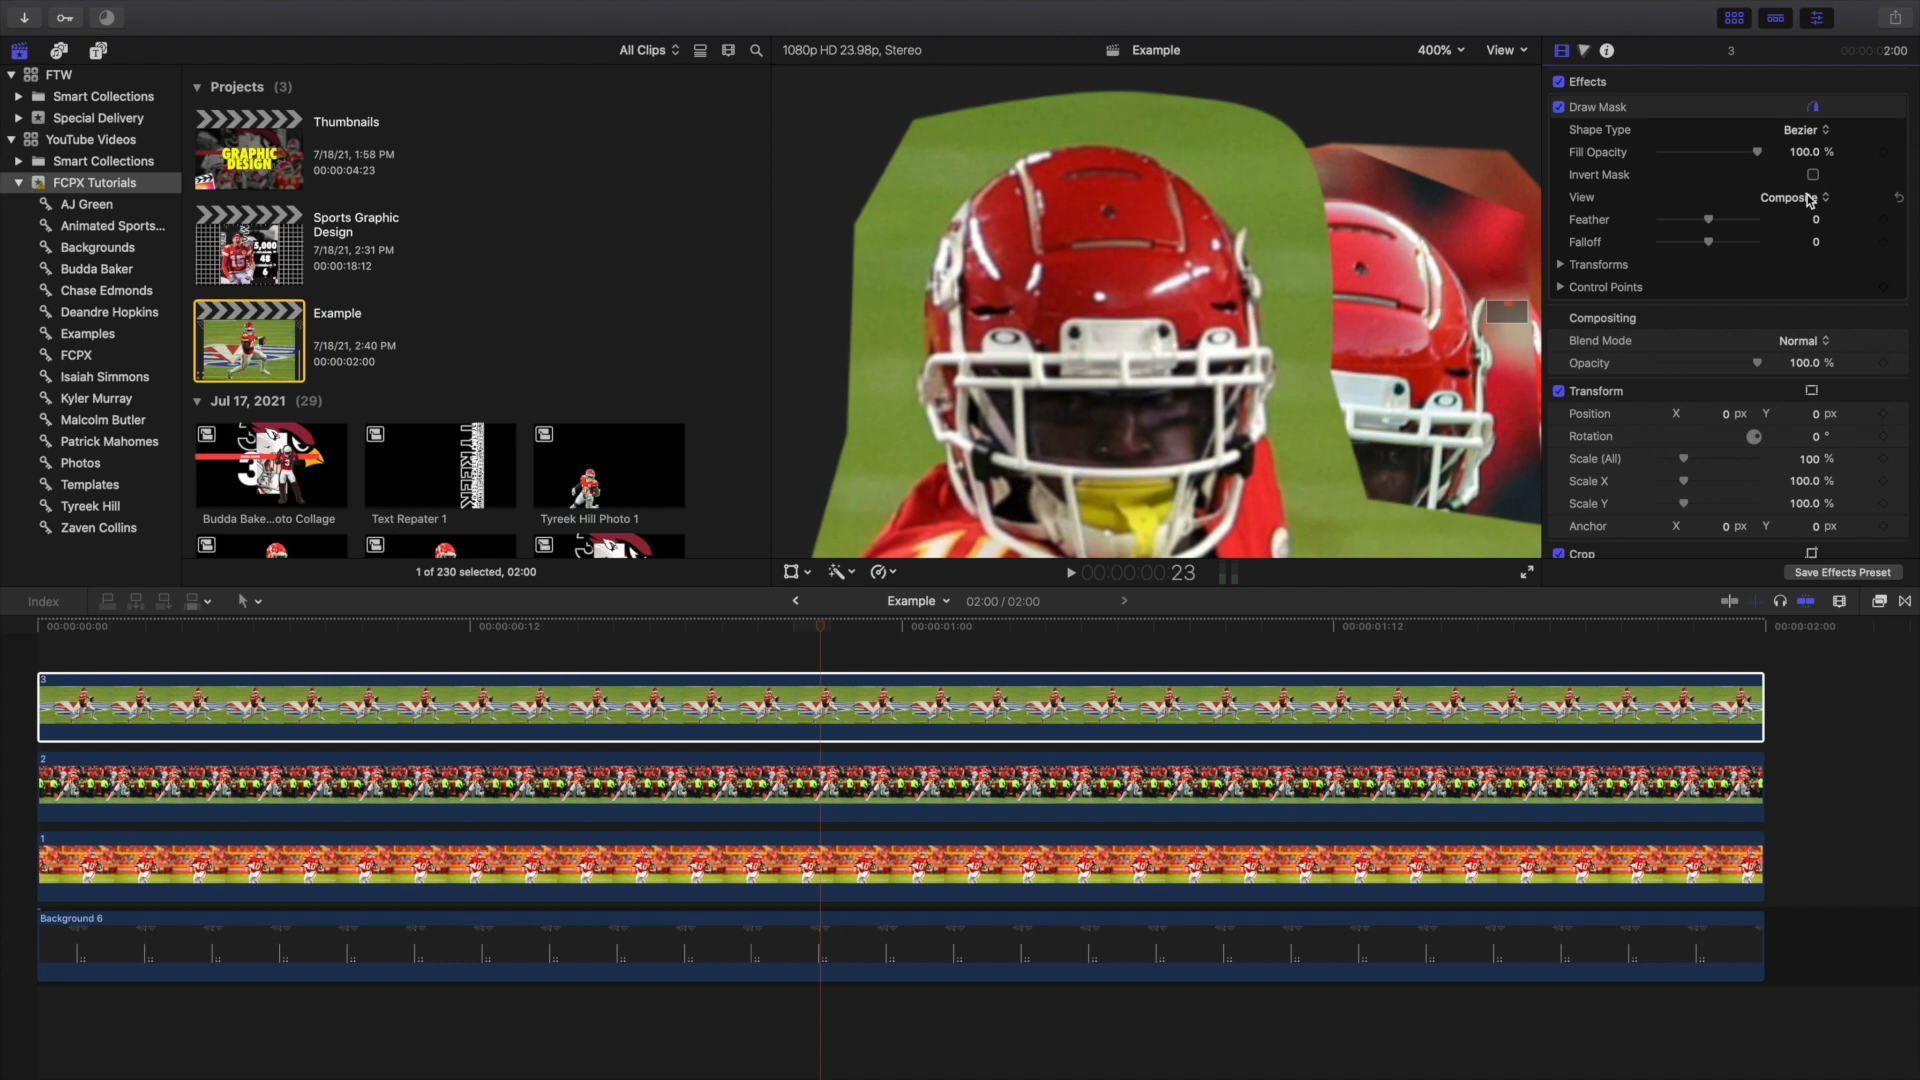 All Clips
1080p HD 23.98p, Stereo
Example
400%
View
3
00:00:02:00
FTW
Smart Collections
Special Delivery
YouTube Videos
Smart Collections
FCPX Tutorials
AJ Green
Animated Sports...
Backgrounds
Budda Baker
Chase Edmonds
Deandre Hopkins
Examples
FCPX
Isaiah Simmons
Kyler Murray
Malcolm Butler
Patrick Mahomes
Photos
Templates
Tyreek Hill
Zaven Collins
Projects (3)
GRAPHIC
DESIGN
Thumbnails
7/18/21, 1:58 PM
00:00:04:23
5,000
48
6
15
Sports Graphic
Design
7/18/21, 2:31 PM
00:00:18:12
Example
7/18/21, 2:40 PM
00:00:02:00
Jul 17, 2021 (29)
Budda Bake...oto Collage
Text Repater 1
Tyreek Hill Photo 1
1 of 230 selected, 02:00
00:00:00:23
Effects
Draw Mask
Shape Type Bezier
Fill Opacity 100.0 %
Invert Mask
View
Feather 0
Falloff 0
Transforms
Control Points
Compositing
Blend Mode Normal
Opacity 100.0 %
Transform
Position X 0 px Y 0 px
Rotation 0 °
Scale (All) 100 %
Scale X 100.0 %
Scale Y 100.0 %
Anchor X 0 px Y 0 px
Crop
Save Effects Preset
Index
Example
02:00 / 02:00
00:00:00:00
00:00:00:12
00:00:01:00
00:00:01:12
00:00:02:00
3
2
1
Background 6